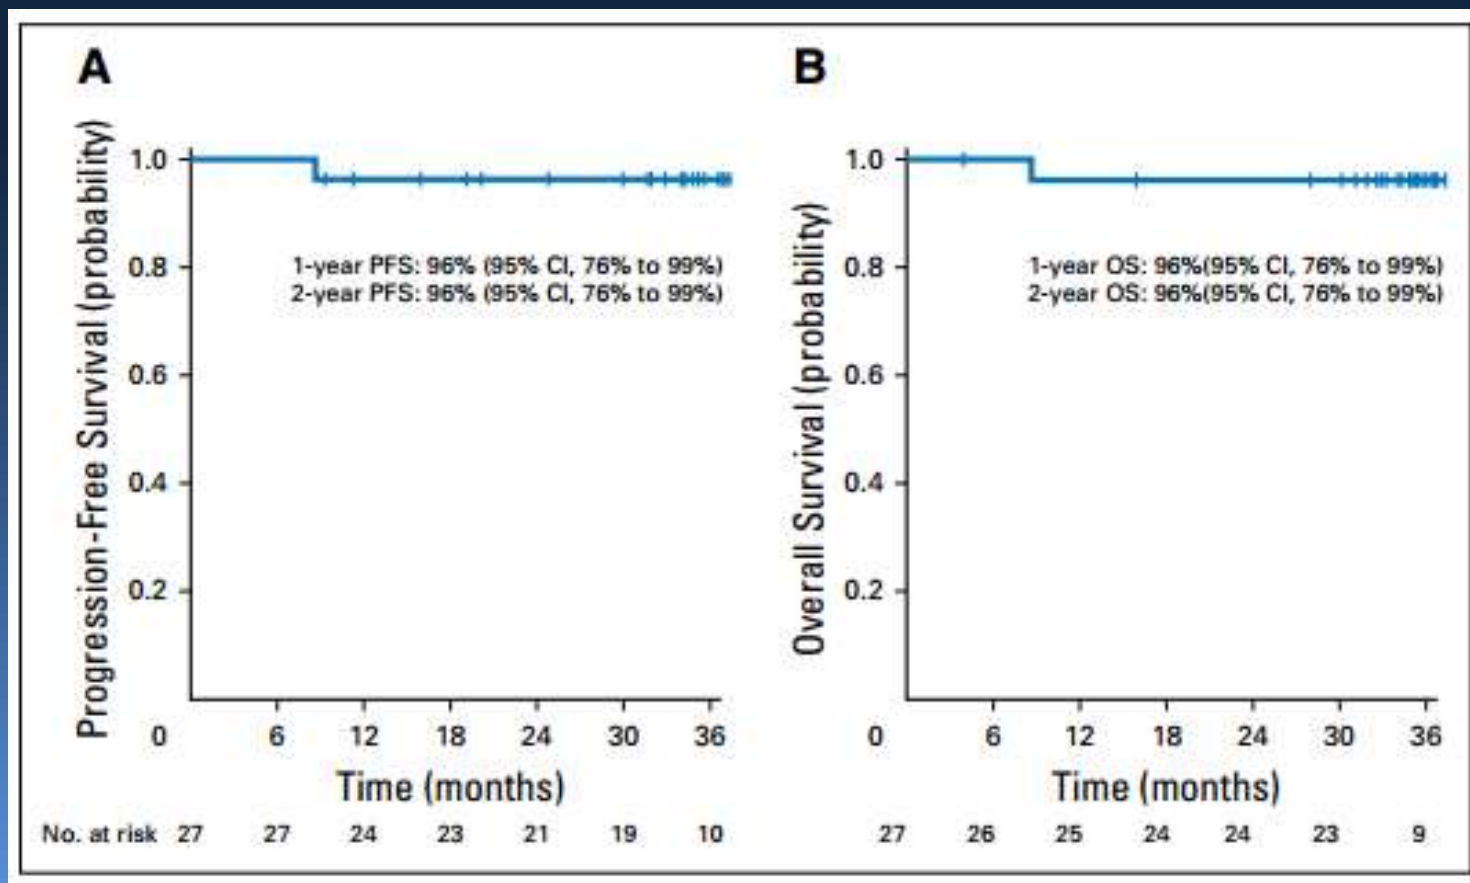 A
Progression-Free Survival (probability)
1.0
0.8
0.6
0.4
0.2
1-year PFS: 96% (95% CI, 76% to 99%)
2-year PFS: 96% (95% CI, 76% to 99%)
0 6 12 18 24 30 36
Time (months)
No. at risk 27 27 24 23 21 19 10
B
Overall Survival (probability)
1.0
0.8
0.6
0.4
0.2
1-year OS: 96%(95% CI, 76% to 99%)
2-year OS: 96%(95% CI, 76% to 99%)
0 6 12 18 24 30 36
Time (months)
27 26 25 24 24 23 9